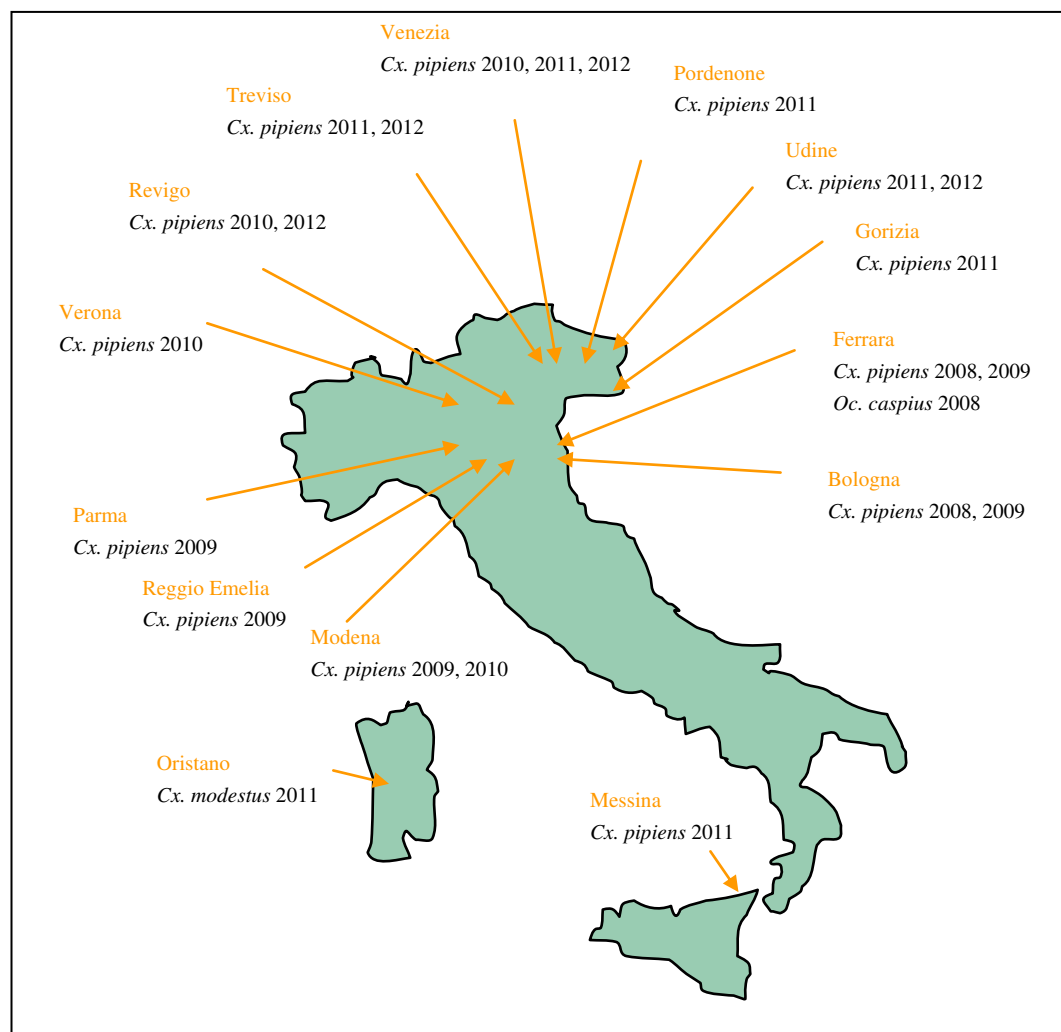 Venezia
Cx. pipiens 2010, 2011, 2012
Pordenone
Cx. pipiens 2011
Treviso
Cx. pipiens 2011, 2012
Udine
Cx. pipiens 2011, 2012
Revigo
Cx. pipiens 2010, 2012
Gorizia
Cx. pipiens 2011
Verona
Cx. pipiens 2010
Ferrara
Cx. pipiens 2008, 2009
Oc. caspius 2008
Bologna
Cx. pipiens 2008, 2009
Parma
Cx. pipiens 2009
Reggio Emelia
Cx. pipiens 2009
Modena
Cx. pipiens 2009, 2010
Oristano
Cx. modestus 2011
Messina
Cx. pipiens 2011